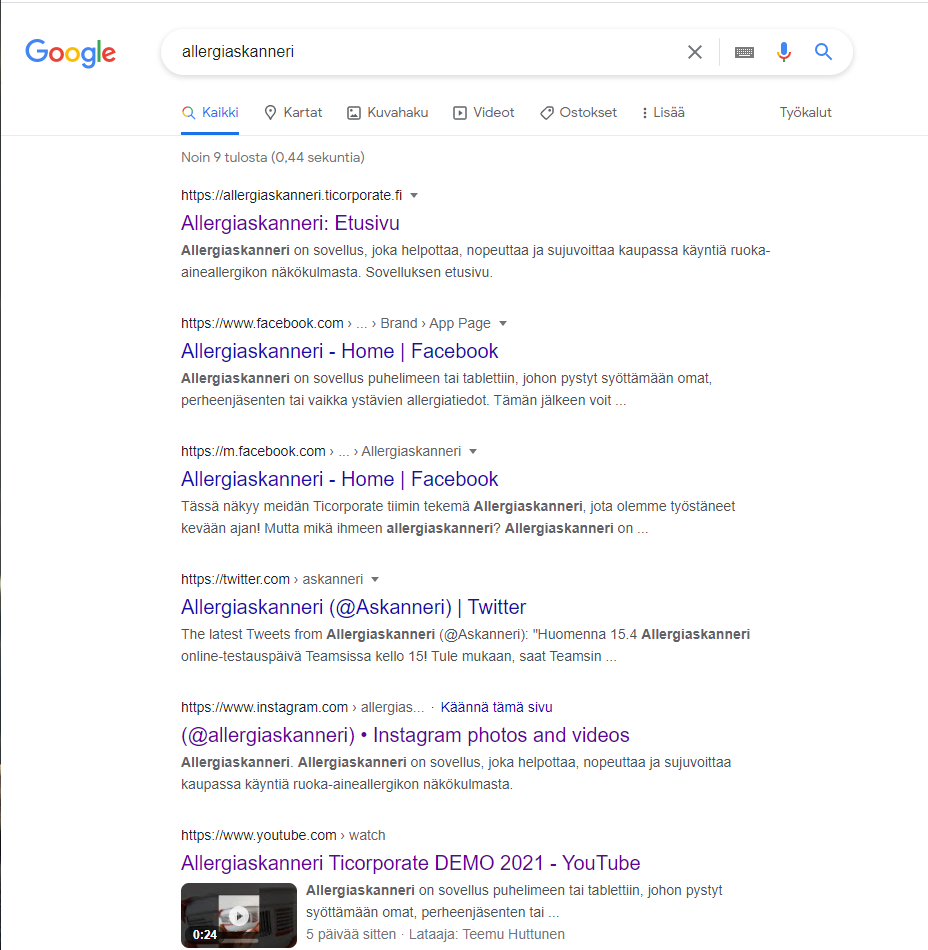 Google
allergiaskanneri
Kaikki Kartat Kuvahaku Videot Ostokset Lisää Työkalut
Noin 9 tulosta (0,44 sekuntia)
https://allergiaskanneri.ticorporate.fi
Allergiaskanneri: Etusivu
Allergiaskanneri on sovellus, joka helpottaa, nopeuttaa ja sujuvoittaa kaupassa käyntiä ruoka-
aineallergikon näkökulmasta. Sovelluksen etusivu.
https://www.facebook.com › ... › Brand › App Page
Allergiaskanneri - Home | Facebook
Allergiaskanneri on sovellus puhelimeen tai tablettiin, johon pystyt syöttämään omat,
perheenjäsenten tai vaikka ystävien allergiatiedot. Tämän jälkeen voit ...
https://m.facebook.com › ... › Allergiaskanneri
Allergiaskanneri - Home | Facebook
Tässä näkyy meidän Ticorporate tiimin tekemä Allergiaskanneri, jota olemme työstäneet
kevään ajan! Mutta mikä ihmeen allergiaskanneri? Allergiaskanneri on ...
https://twitter.com › askanneri
Allergiaskanneri (@Askanneri) | Twitter
The latest Tweets from Allergiaskanneri (@Askanneri): "Huomenna 15.4 Allergiaskanneri
online-testauspäivä Teamsissa kello 15! Tule mukaan, saat Teamsin ...
https://www.instagram.com › allergias... · Käännä tämä sivu
(@allergiaskanneri) • Instagram photos and videos
Allergiaskanneri. Allergiaskanneri on sovellus, joka helpottaa, nopeuttaa ja sujuvoittaa
kaupassa käyntiä ruoka-aineallergikon näkökulmasta.
https://www.youtube.com › watch
Allergiaskanneri Ticorporate DEMO 2021 - YouTube
Allergiaskanneri on sovellus puhelimeen tai tablettiin, johon pystyt
syöttämään omat, perheenjäsenten tai ...
0:24
5 päivää sitten · Lataaja: Teemu Huttunen